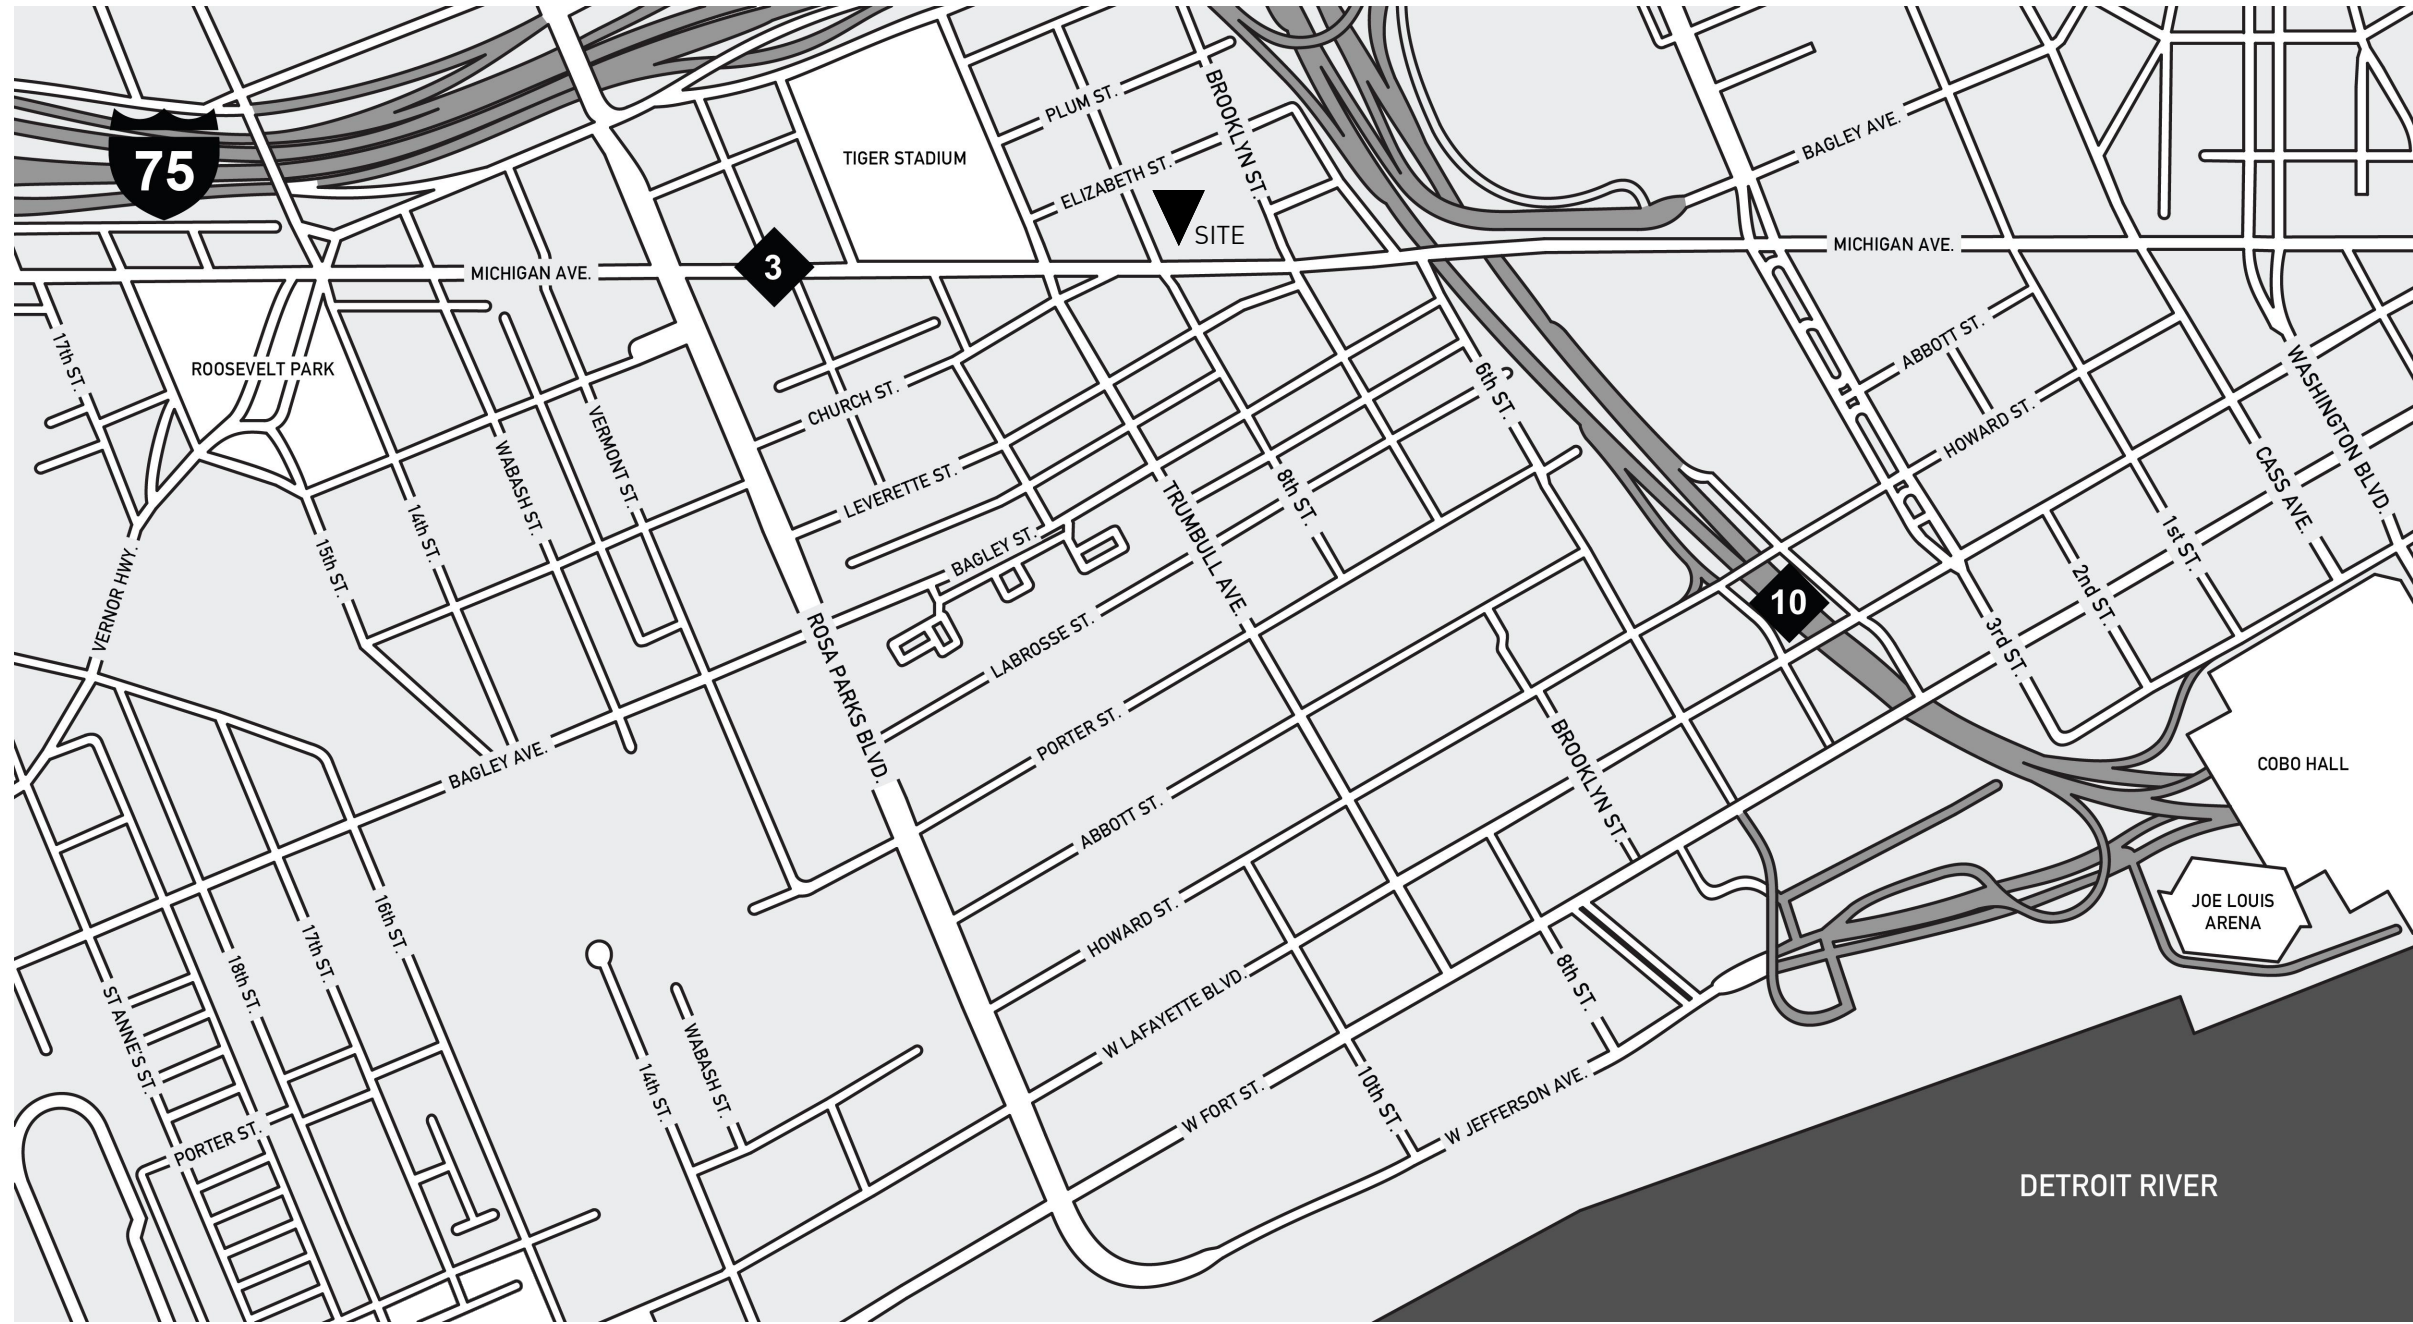 PLUM ST.
BROOKLYN ST.
BAGLEY AVE.
75
TIGER STADIUM
ELIZABETH ST.
SITE
MICHIGAN AVE.
3
MICHIGAN AVE.
17th ST.
ROOSEVELT PARK
ABBOTT ST.
WASHINGTON BLVD.
6th ST.
CHURCH ST.
VERMONT ST.
HOWARD ST.
WABASH ST.
LEVERETTE ST.
8th ST.
CASS AVE.
14th ST.
TRUMBULL AVE.
1st ST.
15th ST.
BAGLEY ST.
VERNOR HWY.
10
2nd ST.
LABROSSE ST.
3rd ST.
ROSA PARKS BLVD.
PORTER ST.
BROOKLYN ST.
BAGLEY AVE.
COBO HALL
ABBOTT ST.
JOE LOUIS
ARENA
16th ST.
HOWARD ST.
17th ST.
18th ST.
8th ST.
ST ANNE'S ST.
W LAFAYETTE BLVD.
WABASH ST.
14th ST.
10th ST.
W FORT ST.
W JEFFERSON AVE.
PORTER ST.
DETROIT RIVER